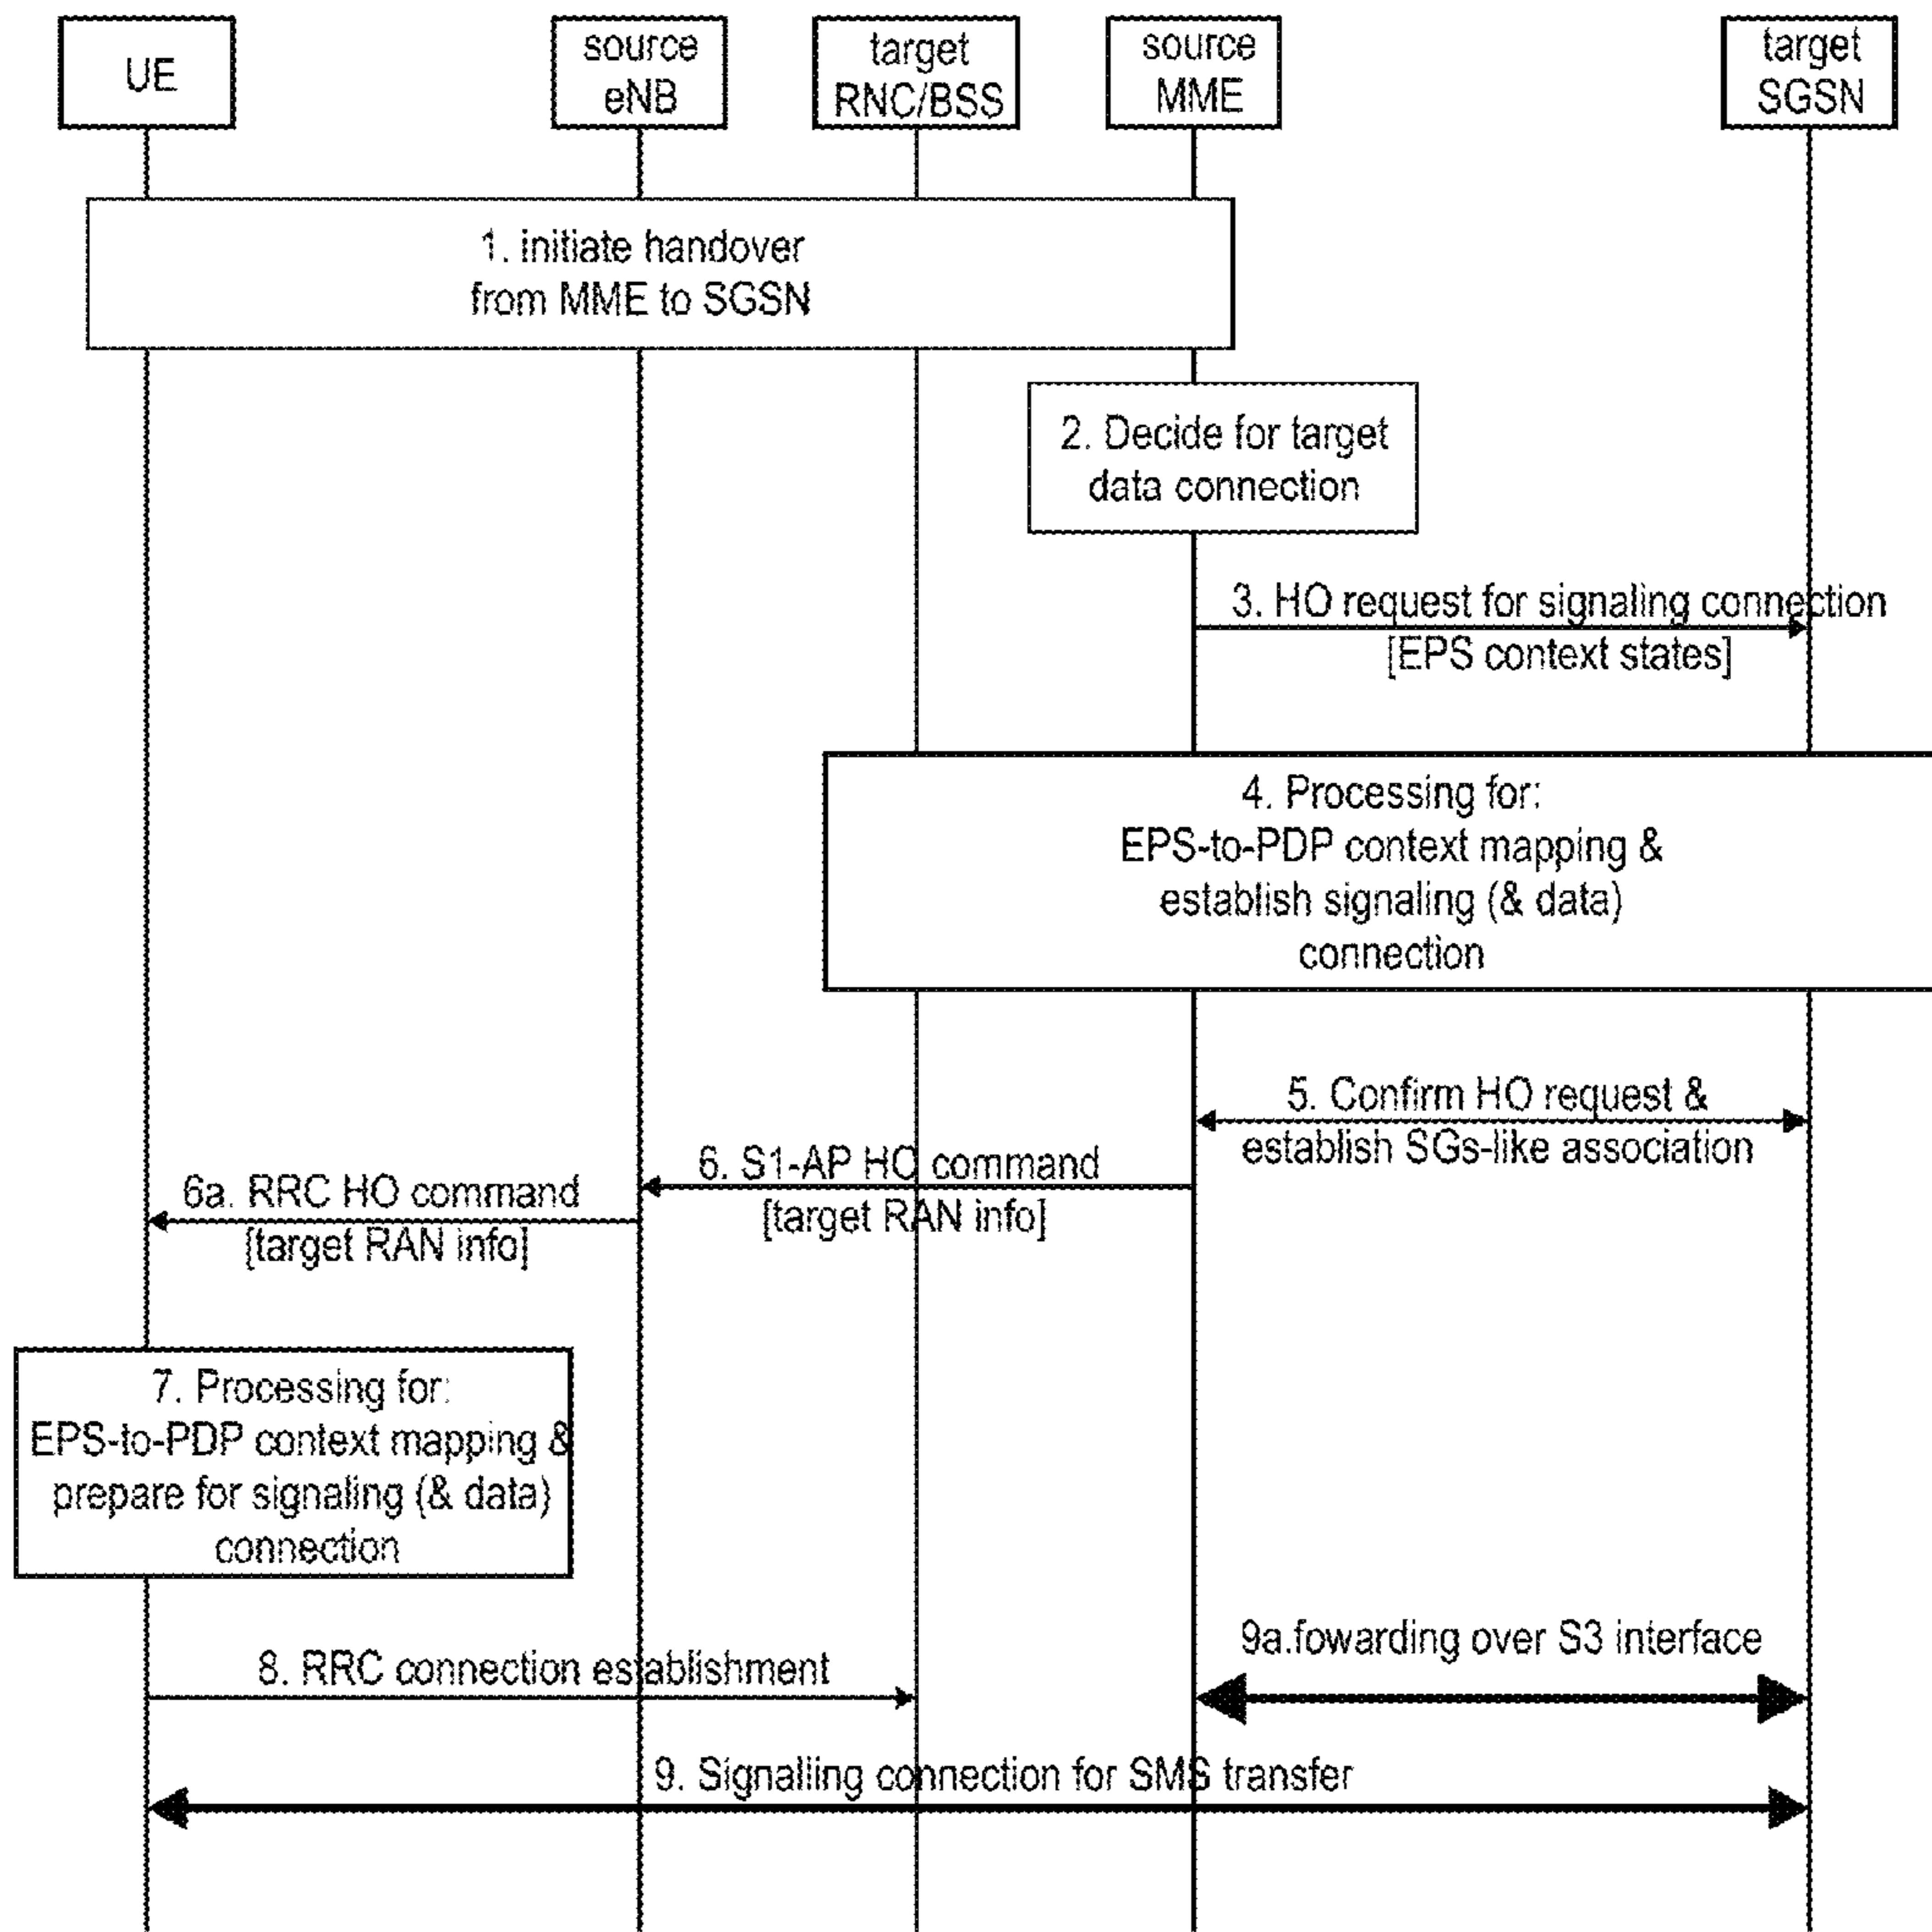 UE
source
eNB
target
RNC/BSS
source
MME
target
SGSN
1. initiate handover
from MME to SGSN
2. Decide for target
data connection
3. HO request for signaling connection
[EPS context states]
4. Processing for:
EPS-to-PDP context mapping &
establish signaling (& data)
connection
5. Confirm HO request &
establish SGs-like association
6. S1-AP HO command
[target RAN info]
6a. RRC HO command
[target RAN info]
7. Processing for:
EPS-to-PDP context mapping &
prepare for signaling (& data)
connection
9a.fowarding over S3 interface
8. RRC connection establishment
9. Signalling connection for SMS transfer